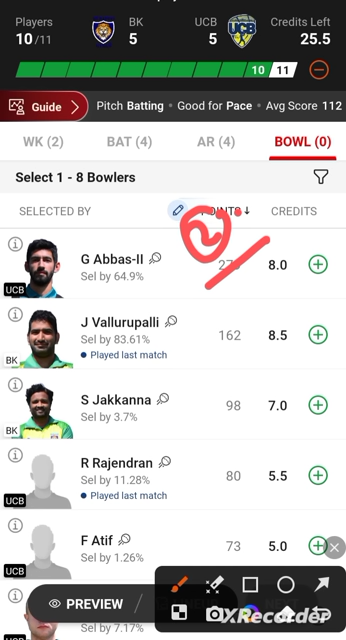 Players BK UCB Credits Left
10 /11 5 5 25.5
UCB
10 11
Guide Pitch Batting • Good for Pace • Avg Score 112
WK (2) BAT (4) AR (4) BOWL (0)
Select 1 - 8 Bowlers
SELECTED BY POINTS ↓ CREDITS
G Abbas-II
Sel by 64.9% 8.0
UCB
J Vallurupalli
Sel by 83.61% 162 8.5
• Played last match
BK
S Jakkanna
Sel by 3.7% 98 7.0
BK
R Rajendran
Sel by 11.28% 80 5.5
• Played last match
UCB
F Atif
Sel by 1.26% 73 5.0
UCB
PREVIEW
7.17%
XRecorder